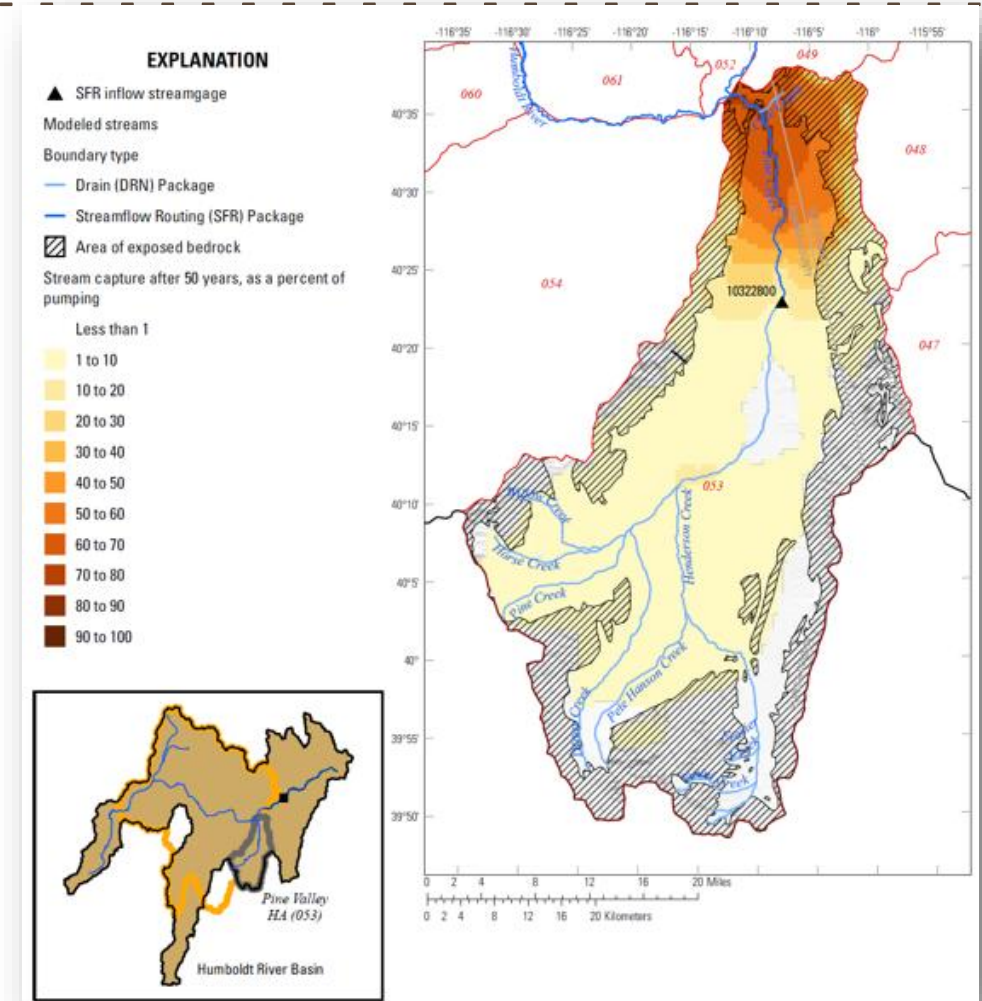 EXPLANATION
SFR inflow streamgage
Modeled streams
Boundary type
Drain (DRN) Package
Streamflow Routing (SFR) Package
Area of exposed bedrock
Stream capture after 50 years, as a percent of
pumping
Less than 1
1 to 10
10 to 20
20 to 30
30 to 40
40 to 50
50 to 60
60 to 70
70 to 80
80 to 90
90 to 100
-116°35' -116°30' -116°25' -116°20' -116°15' -116°10' -116°5' -116° -115°55'
40°35'
40°30'
40°25'
40°20'
40°15'
40°10'
40°5'
40°
39°55'
39°50'
Humboldt River
060
061
052
049
048
054
10322800
047
053
Willow Creek
Horse Creek
Pine Creek
Henderson Creek
Pete Hanson Creek
Creek
Creek
0 2 4 8 12 16 20 Miles
0 2 4 8 12 16 20 Kilometers
Pine Valley
HA (053)
Humboldt River Basin